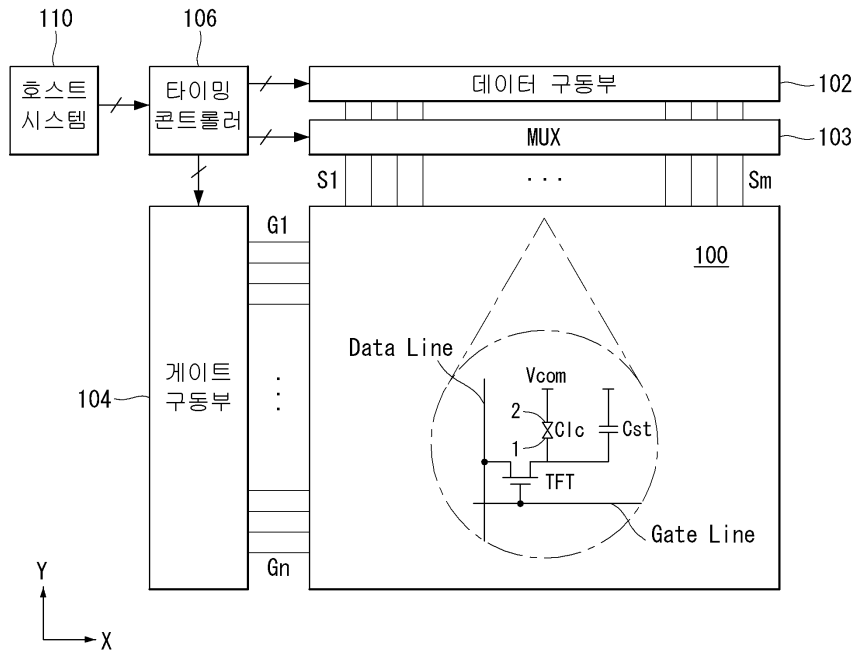 110
106
호스트
시스템
타이밍
콘트롤러
데이터 구동부
102
MUX
103
S1
. . .
Sm
G1
100
Data Line
게이트
구동부
104
Vcom
2
Clc
Cst
1
TFT
Gate Line
Gn
Y
X